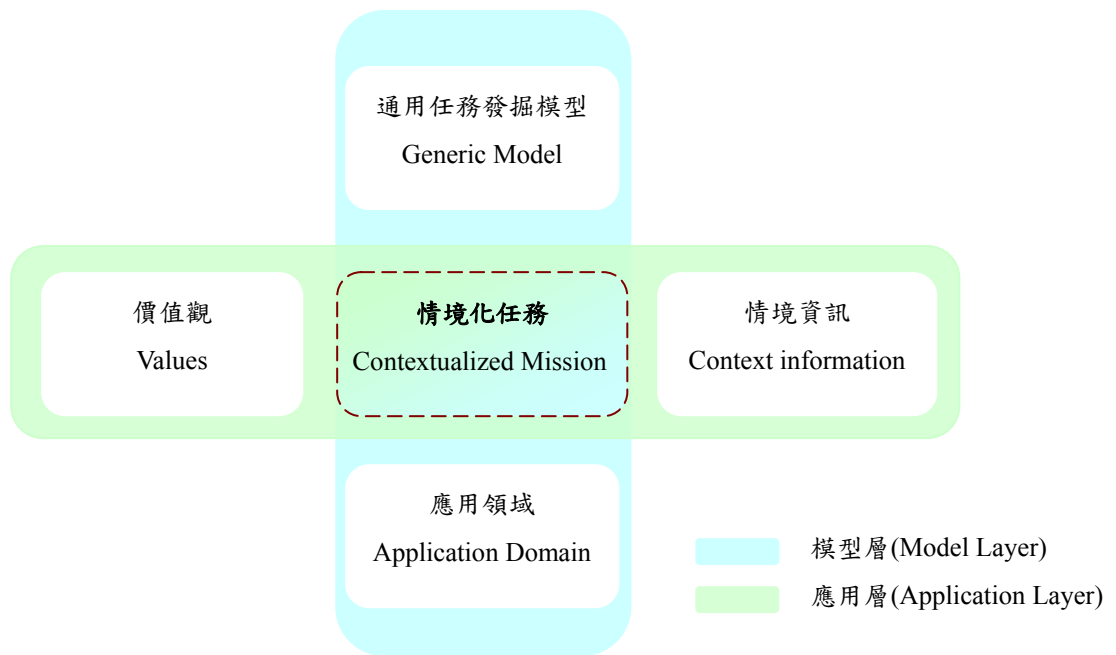 通用任務發掘模型
Generic Model
價值觀
Values
情境化任務
Contextualized Mission
情境資訊
Context information
應用領域
Application Domain
模型層(Model Layer)
應用層(Application Layer)